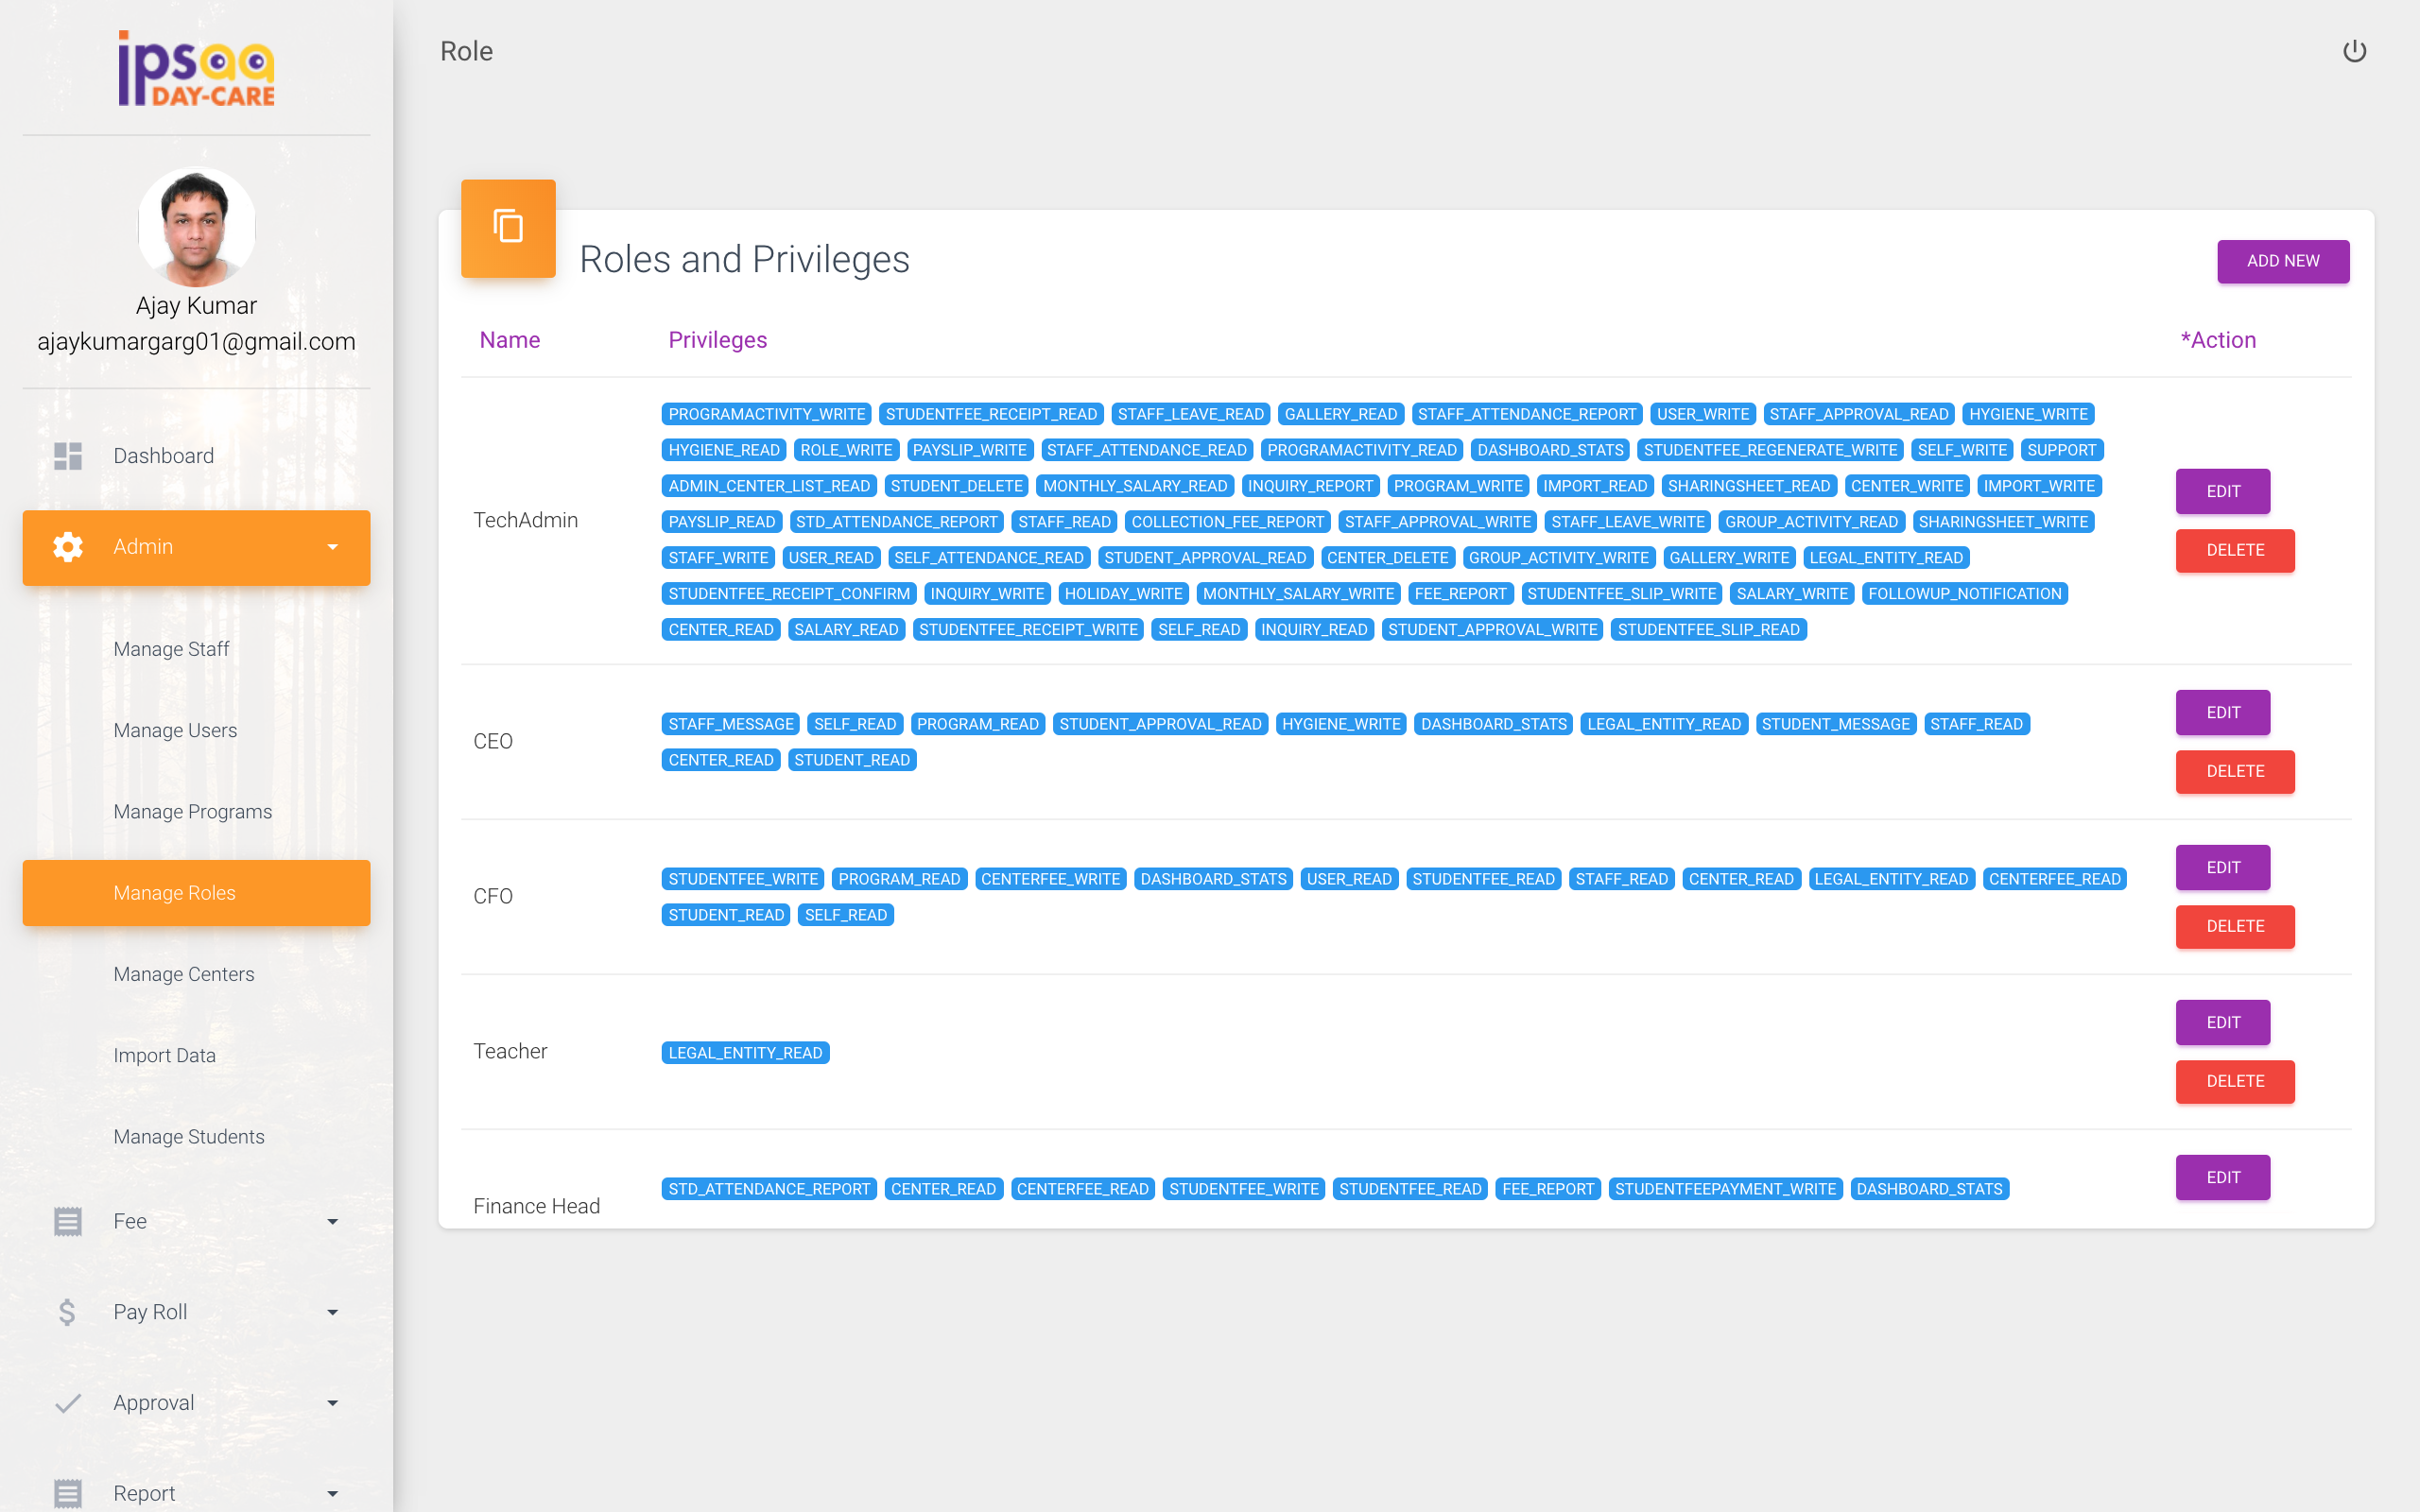 ipsaa
DAY-CARE
Ajay Kumar
ajaykumargarg01@gmail.com
Dashboard
Admin
Manage Staff
Manage Users
Manage Programs
Manage Roles
Manage Centers
Import Data
Manage Students
Fee
Pay Roll
Approval
Report
Role
Roles and Privileges
ADD NEW
Name Privileges *Action
TechAdmin
PROGRAMACTIVITY_WRITE STUDENTFEE_RECEIPT_READ STAFF_LEAVE_READ GALLERY_READ STAFF_ATTENDANCE_REPORT USER_WRITE STAFF_APPROVAL_READ HYGIENE_WRITE
HYGIENE_READ ROLE_WRITE PAYSLIP_WRITE STAFF_ATTENDANCE_READ PROGRAMACTIVITY_READ DASHBOARD_STATS STUDENTFEE_REGENERATE_WRITE SELF_WRITE SUPPORT
ADMIN_CENTER_LIST_READ STUDENT_DELETE MONTHLY_SALARY_READ INQUIRY_REPORT PROGRAM_WRITE IMPORT_READ SHARINGSHEET_READ CENTER_WRITE IMPORT_WRITE
PAYSLIP_READ STD_ATTENDANCE_REPORT STAFF_READ COLLECTION_FEE_REPORT STAFF_APPROVAL_WRITE STAFF_LEAVE_WRITE GROUP_ACTIVITY_READ SHARINGSHEET_WRITE
STAFF_WRITE USER_READ SELF_ATTENDANCE_READ STUDENT_APPROVAL_READ CENTER_DELETE GROUP_ACTIVITY_WRITE GALLERY_WRITE LEGAL_ENTITY_READ
STUDENTFEE_RECEIPT_CONFIRM INQUIRY_WRITE HOLIDAY_WRITE MONTHLY_SALARY_WRITE FEE_REPORT STUDENTFEE_SLIP_WRITE SALARY_WRITE FOLLOWUP_NOTIFICATION
CENTER_READ SALARY_READ STUDENTFEE_RECEIPT_WRITE SELF_READ INQUIRY_READ STUDENT_APPROVAL_WRITE STUDENTFEE_SLIP_READ
EDIT
DELETE
CEO
STAFF_MESSAGE SELF_READ PROGRAM_READ STUDENT_APPROVAL_READ HYGIENE_WRITE DASHBOARD_STATS LEGAL_ENTITY_READ STUDENT_MESSAGE STAFF_READ
CENTER_READ STUDENT_READ
EDIT
DELETE
CFO
STUDENTFEE_WRITE PROGRAM_READ CENTERFEE_WRITE DASHBOARD_STATS USER_READ STUDENTFEE_READ STAFF_READ CENTER_READ LEGAL_ENTITY_READ CENTERFEE_READ
STUDENT_READ SELF_READ
EDIT
DELETE
Teacher
LEGAL_ENTITY_READ
EDIT
DELETE
Finance Head
STD_ATTENDANCE_REPORT CENTER_READ CENTERFEE_READ STUDENTFEE_WRITE STUDENTFEE_READ FEE_REPORT STUDENTFEEPAYMENT_WRITE DASHBOARD_STATS
EDIT